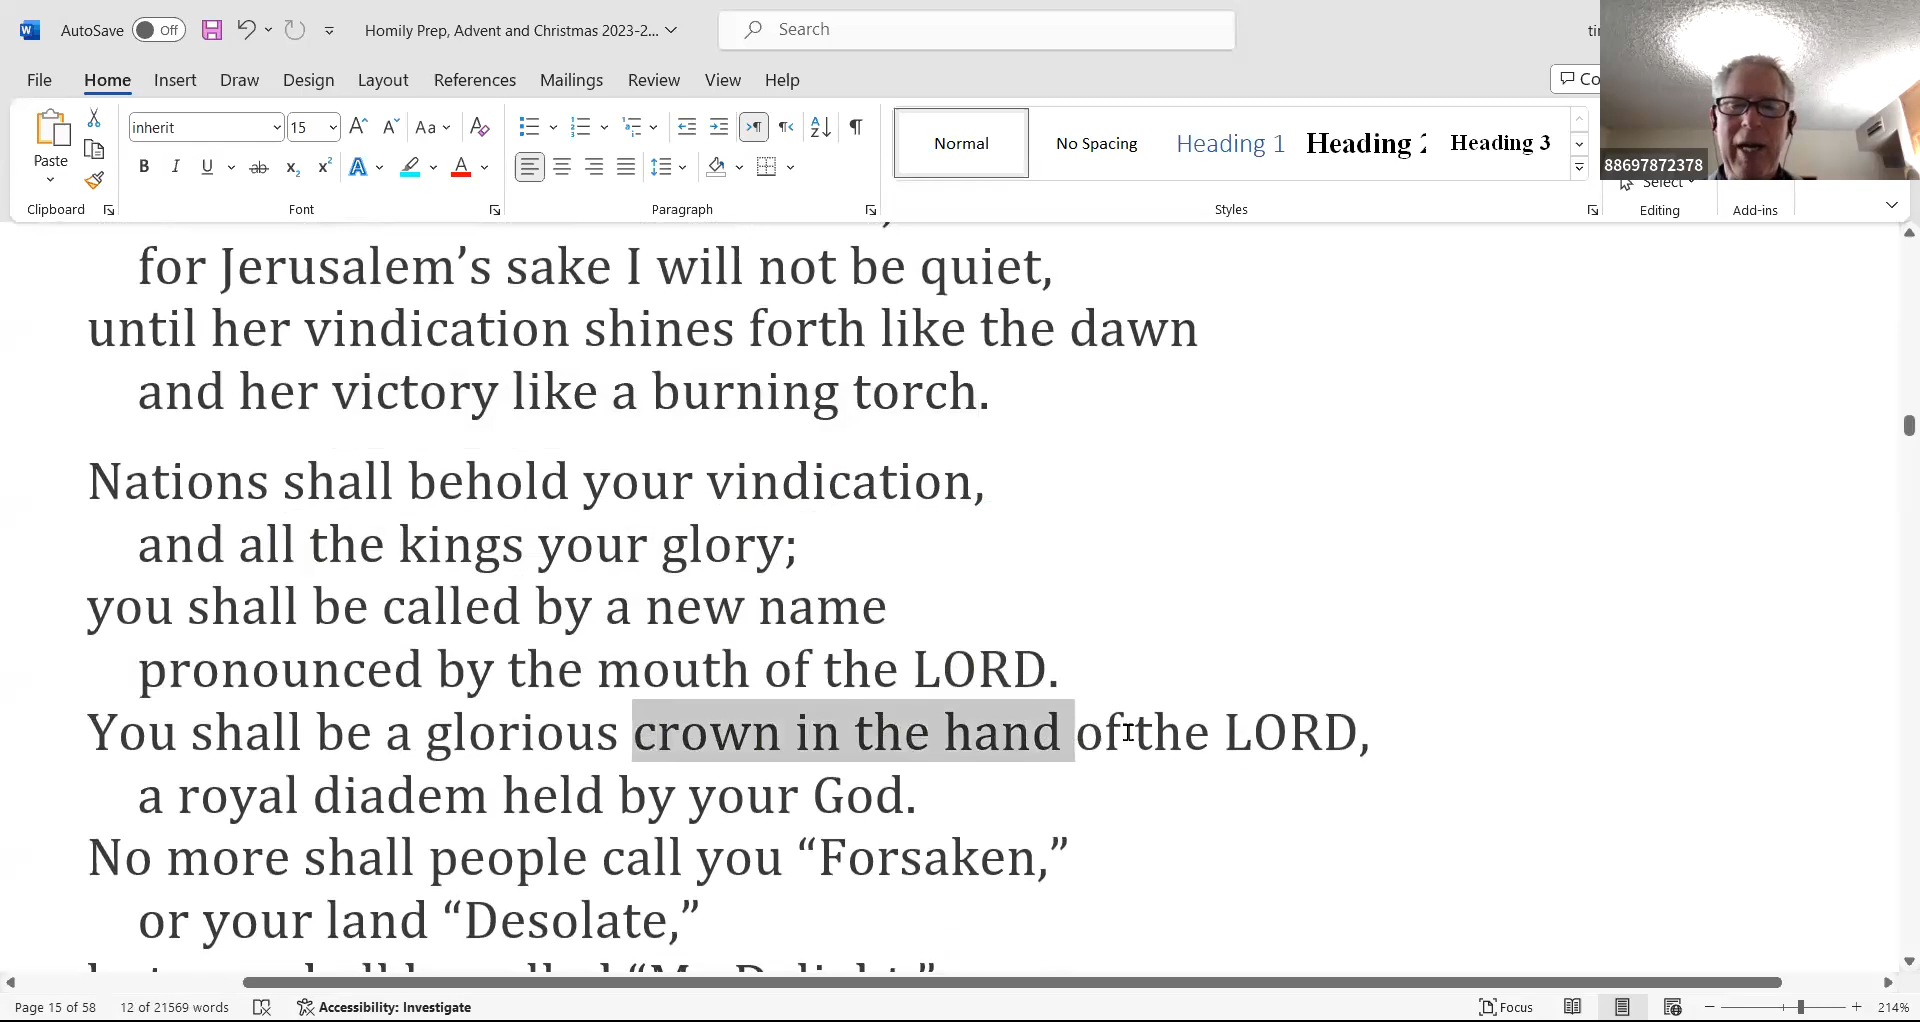 AutoSave Off Homily Prep, Advent and Christmas 2023-2... Search
File Home Insert Draw Design Layout References Mailings Review View Help Co
88697872378
Paste inherit 15 Aa Normal No Spacing Heading 1 Heading 2 Heading 3 Select
Clipboard Font Paragraph Styles Editing Add-ins
for Jerusalem’s sake I will not be quiet,
until her vindication shines forth like the dawn
and her victory like a burning torch.
Nations shall behold your vindication,
and all the kings your glory;
you shall be called by a new name
pronounced by the mouth of the LORD.
You shall be a glorious crown in the hand of the LORD,
a royal diadem held by your God.
No more shall people call you “Forsaken,”
or your land “Desolate,”
Page 15 of 58 12 of 21569 words Accessibility: Investigate Focus 214%